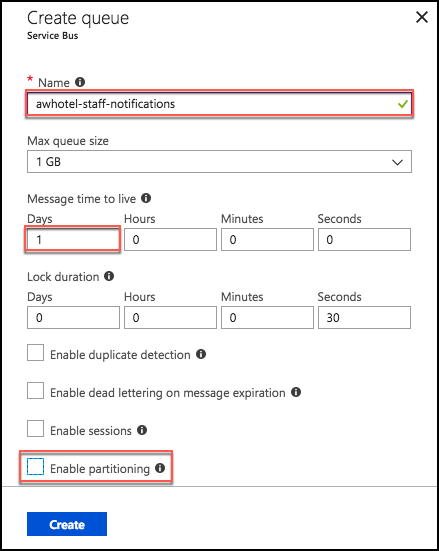 Create queue
Service Bus
* Name
awhotel-staff-notifications
Max queue size
1 GB
Message time to live
Days Hours Minutes Seconds
1 0 0 0
Lock duration
Days Hours Minutes Seconds
0 0 0 30
Enable duplicate detection
Enable dead lettering on message expiration
Enable sessions
Enable partitioning
Create